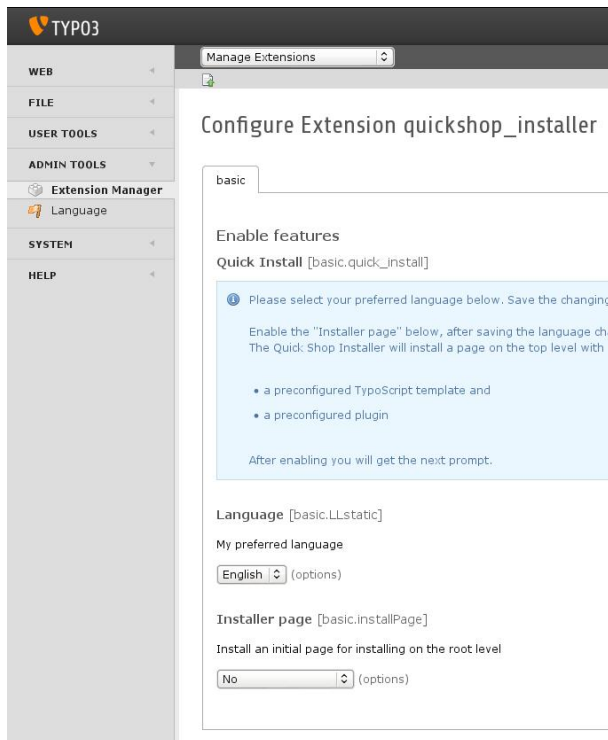 TYPO3
Manage Extensions
WEB
FILE
USER TOOLS
ADMIN TOOLS
Extension Manager
Language
SYSTEM
HELP
Configure Extension quickshop_installer
basic
Enable features
Quick Install [basic.quick_install]
Please select your preferred language below. Save the changing
Enable the "Installer page" below, after saving the language
The Quick Shop Installer will install a page on the top level with
• a preconfigured TypoScript template and
• a preconfigured plugin
After enabling you will get the next prompt.
Language [basic.LLstatic]
My preferred language
English (options)
Installer page [basic.installPage]
Install an initial page for installing on the root level
No (options)